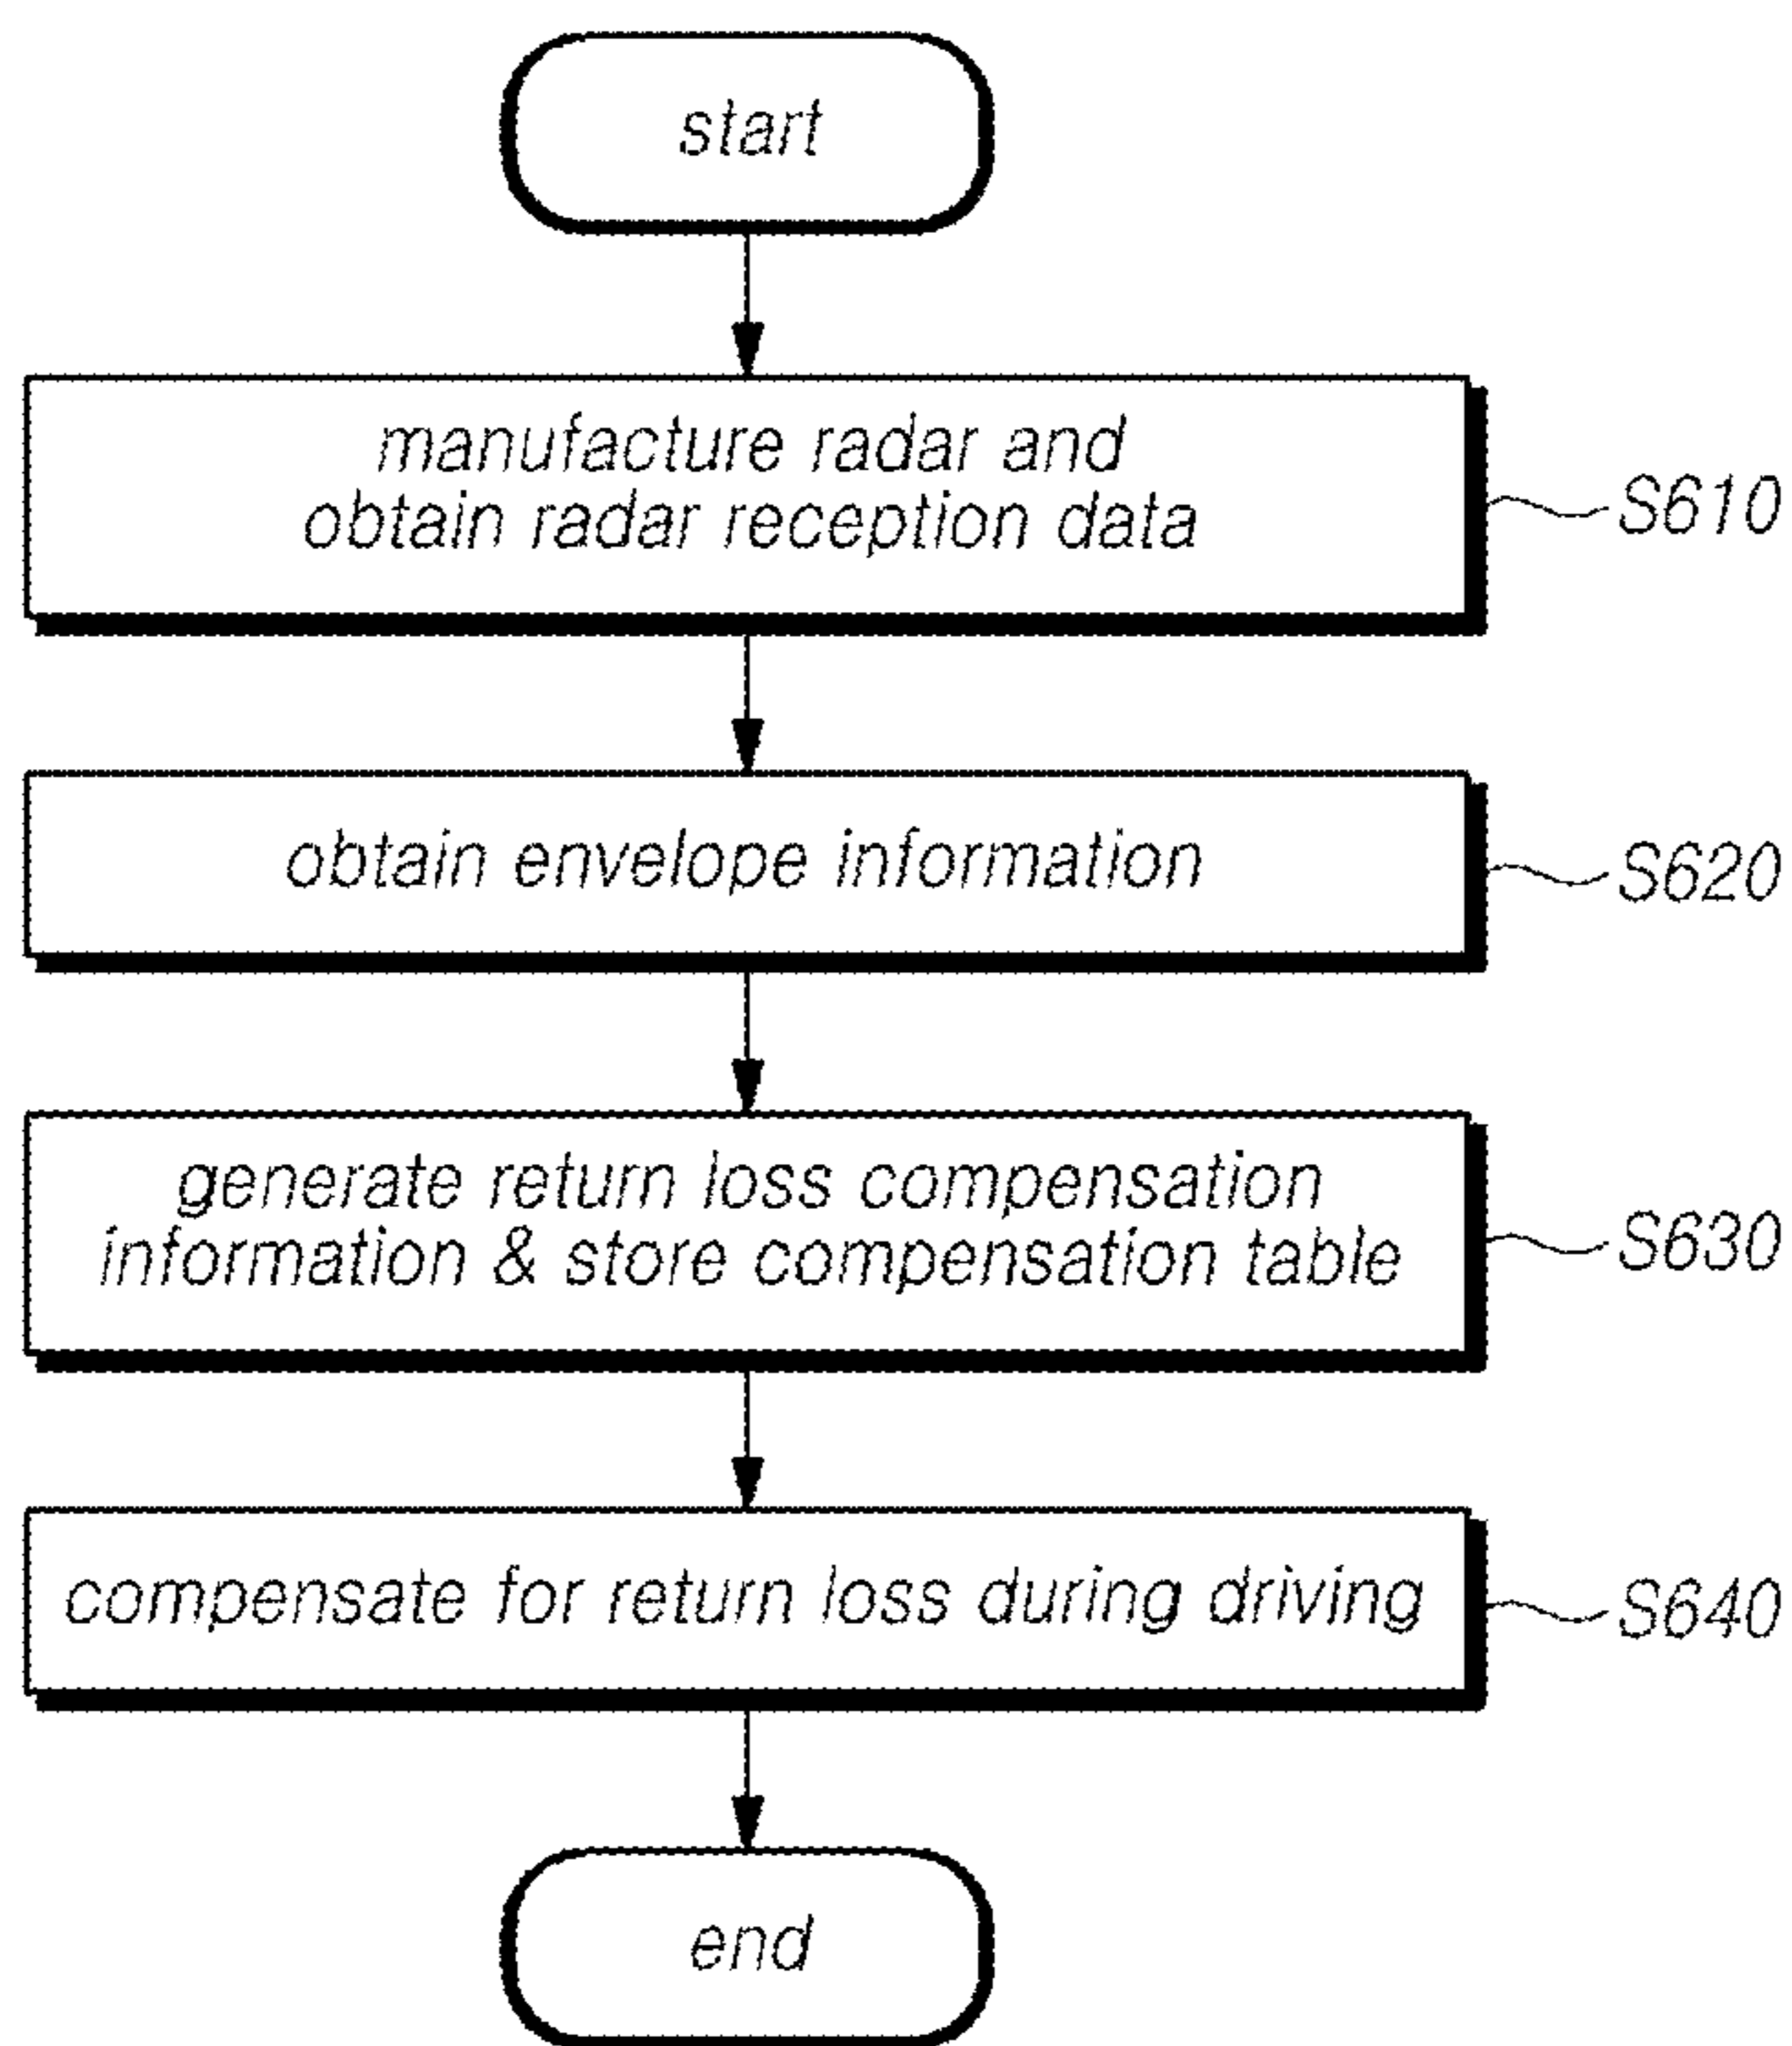 start
manufacture radar and
obtain radar reception data
S610
obtain envelope information
S620
generate return loss compensation
information & store compensation table
S630
compensate for return loss during driving
S640
end